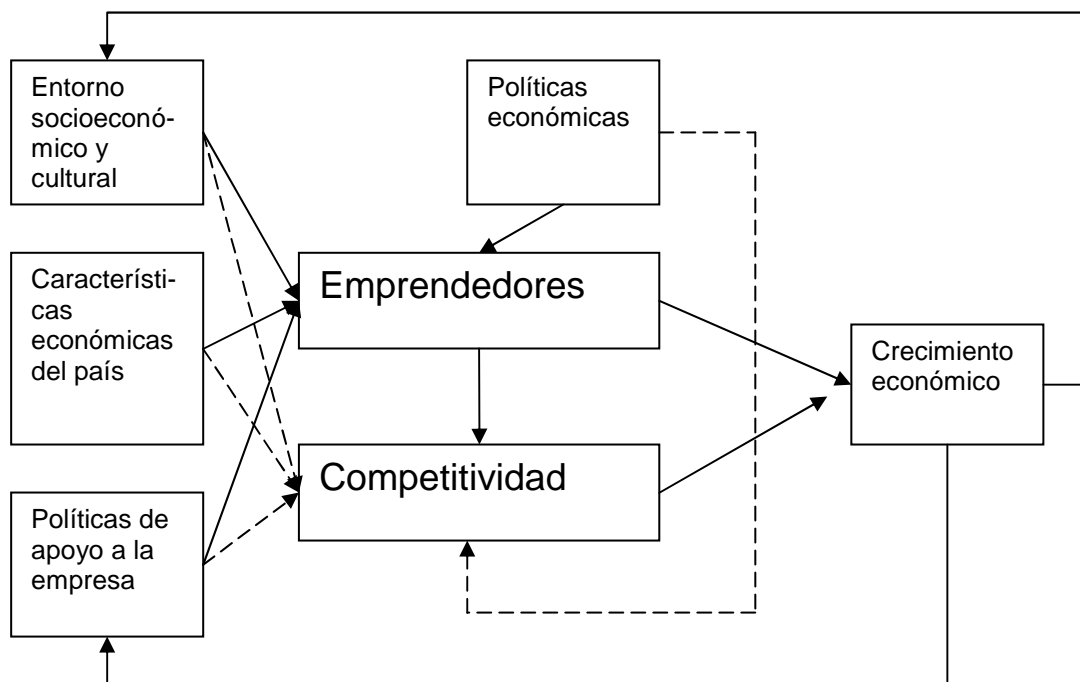 Entorno
socioeconó-
mico y
cultural
Políticas
económicas
Característi-
cas
económicas
del país
Emprendedores
Crecimiento
económico
Competitividad
Políticas de
apoyo a la
empresa